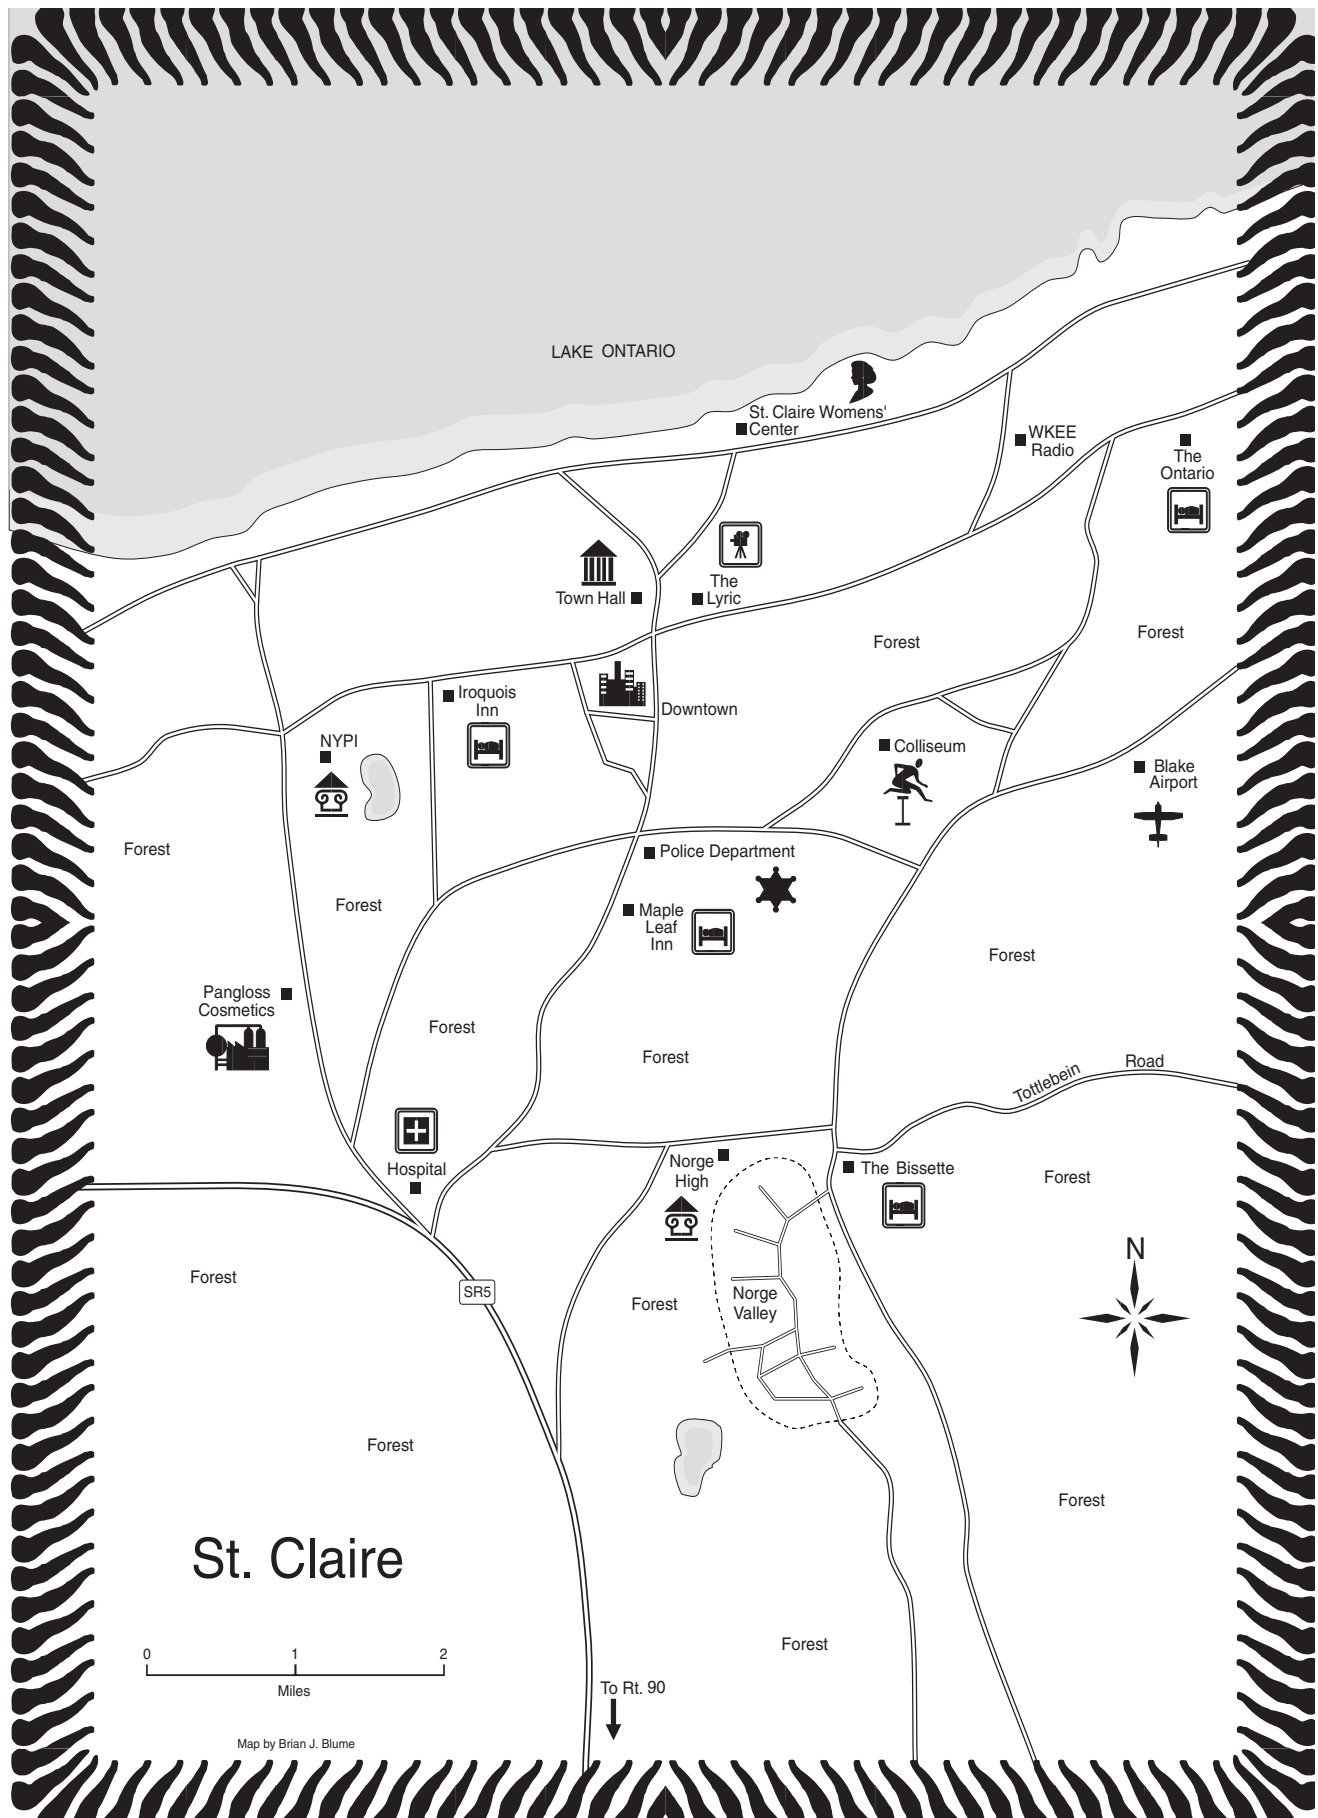 LAKE ONTARIO
St. Claire Womens'
Center
WKEE
Radio
The
Ontario
Town Hall
The
Lyric
Forest
Forest
Iroquois
Inn
Downtown
NYPI
Colliseum
Blake
Airport
Forest
Police Department
Forest
Maple
Leaf
Inn
Forest
Pangloss
Cosmetics
Forest
Forest
Tottlebein Road
Hospital
Norge
High
The Bissette
Forest
N
Forest
SR5
Forest
Norge
Valley
Forest
Forest
St. Claire
Forest
0 1 2
Miles
To Rt. 90
Map by Brian J. Blume